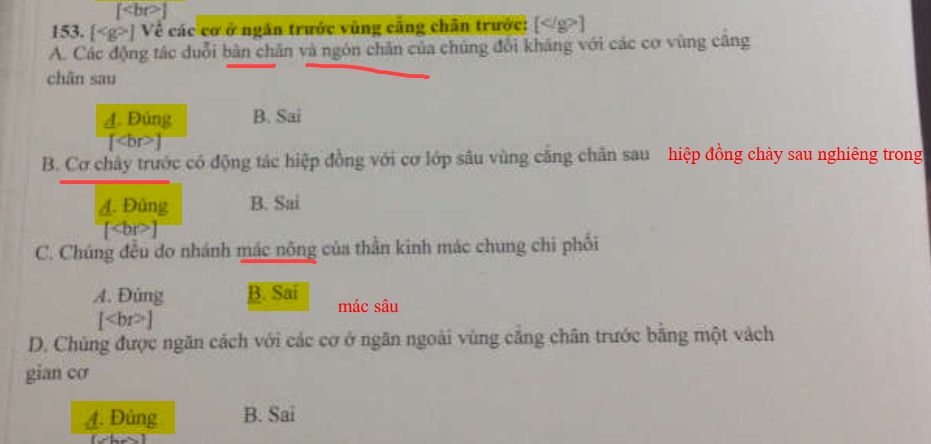 [<br>]
153. [<g>] Về các cơ ở ngăn trước vùng cẳng chân trước: [</g>]
A. Các động tác duỗi bàn chân và ngón chân của chúng đối kháng với các cơ vùng cẳng
chân sau
A. Đúng B. Sai
[<br>]
B. Cơ chày trước có động tác hiệp đồng với cơ lớp sâu vùng cẳng chân sau hiệp đồng chày sau nghiêng trong
A. Đúng B. Sai
[<br>]
C. Chúng đều do nhánh mác nông của thần kinh mác chung chi phối
A. Đúng B. Sai mác sâu
[<br>]
D. Chúng được ngăn cách với các cơ ở ngăn ngoài vùng cẳng chân trước bằng một vách
gian cơ
A. Đúng B. Sai
[<br>]